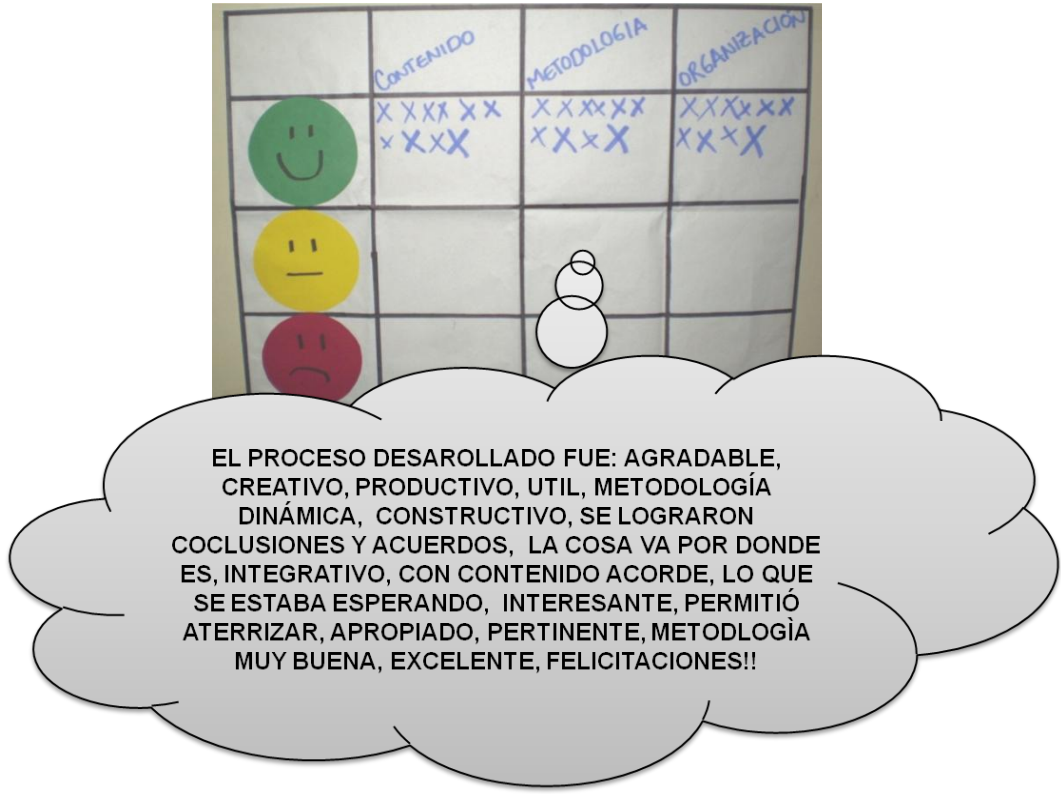 CONTENIDO METODOLOGIA ORGANIZACIÓN
X X X X X X X X X X X X X X X X X X
X X X X X X X X X X X X
EL PROCESO DESAROLLADO FUE: AGRADABLE,
CREATIVO, PRODUCTIVO, UTIL, METODOLOGÍA
DINÁMICA, CONSTRUCTIVO, SE LOGRARON
COCLUSIONES Y ACUERDOS, LA COSA VA POR DONDE
ES, INTEGRATIVO, CON CONTENIDO ACORDE, LO QUE
SE ESTABA ESPERANDO, INTERESANTE, PERMITIÓ
ATERRIZAR, APROPIADO, PERTINENTE, METODLOGÌA
MUY BUENA, EXCELENTE, FELICITACIONES!!